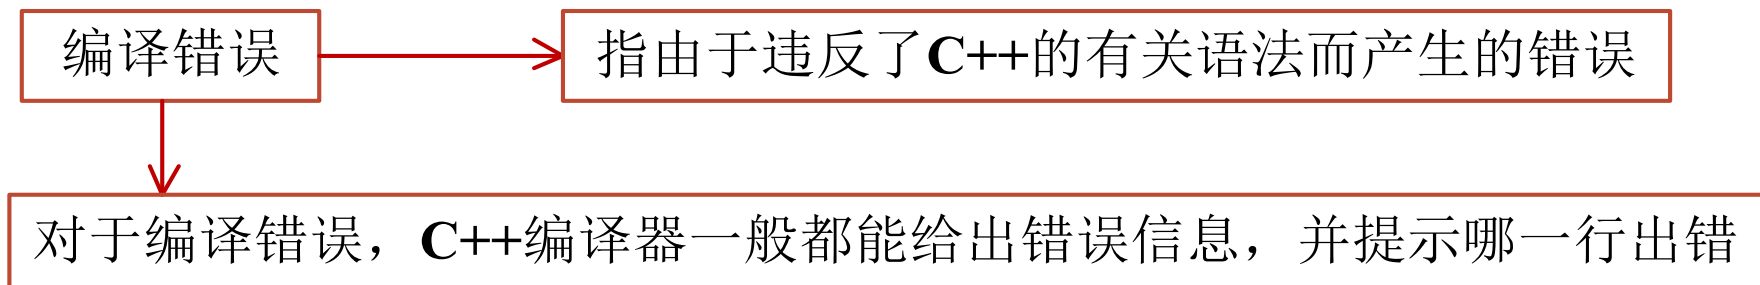 编译错误
指由于违反了C++的有关语法而产生的错误
对于编译错误，C++编译器一般都能给出错误信息，并提示哪一行出错